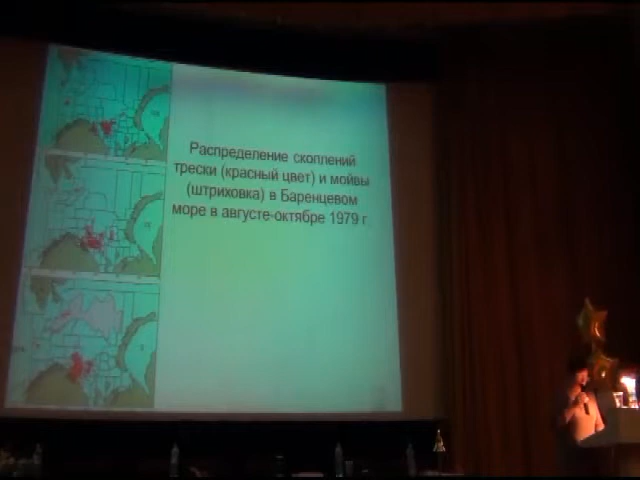 Распределение скоплений
трески (красный цвет) и мойвы
(штриховка) в Баренцевом
море в августе-октябре 1979 г.